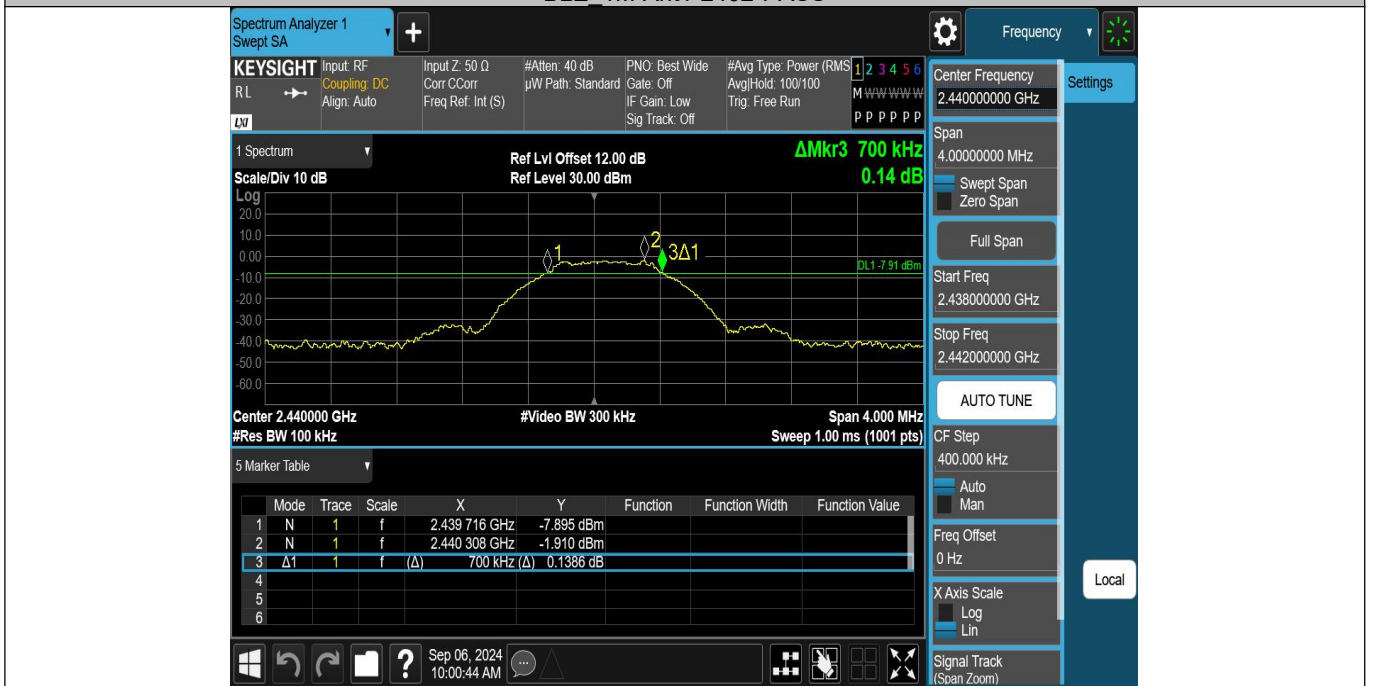 Spectrum Analyzer 1
Swept SA
Frequency
KEYSIGHT
RL
LXI
Input: RF
Coupling: DC
Align: Auto
Input Z: 50 Ω
Corr CCorr
Freq Ref: Int (S)
#Atten: 40 dB
µW Path: Standard
PNO: Best Wide
Gate: Off
IF Gain: Low
Sig Track: Off
#Avg Type: Power (RMS
Avg|Hold: 100/100
Trig: Free Run
1 2 3 4 5 6
M W W W W W
P P P P P P
1 Spectrum
Scale/Div 10 dB
Ref Lvl Offset 12.00 dB
Ref Level 30.00 dBm
ΔMkr3 700 kHz
0.14 dB
Log
20.0
10.0
0.00
-10.0
-20.0
-30.0
-40.0
-50.0
-60.0
1
2
3Δ1
DL1 -7.91 dBm
Center 2.440000 GHz
#Video BW 300 kHz
Span 4.000 MHz
#Res BW 100 kHz
Sweep 1.00 ms (1001 pts)
5 Marker Table
Mode Trace Scale X Y Function Function Width Function Value
1 N 1 f 2.439 716 GHz -7.895 dBm
2 N 1 f 2.440 308 GHz -1.910 dBm
3 Δ1 1 f (Δ) 700 kHz (Δ) 0.1386 dB
4
5
6
Sep 06, 2024
10:00:44 AM
?
Center Frequency
2.440000000 GHz
Settings
Span
4.00000000 MHz
Swept Span
Zero Span
Full Span
Start Freq
2.438000000 GHz
Stop Freq
2.442000000 GHz
AUTO TUNE
CF Step
400.000 kHz
Auto
Man
Freq Offset
0 Hz
X Axis Scale
Log
Lin
Signal Track
(Span Zoom)
Local